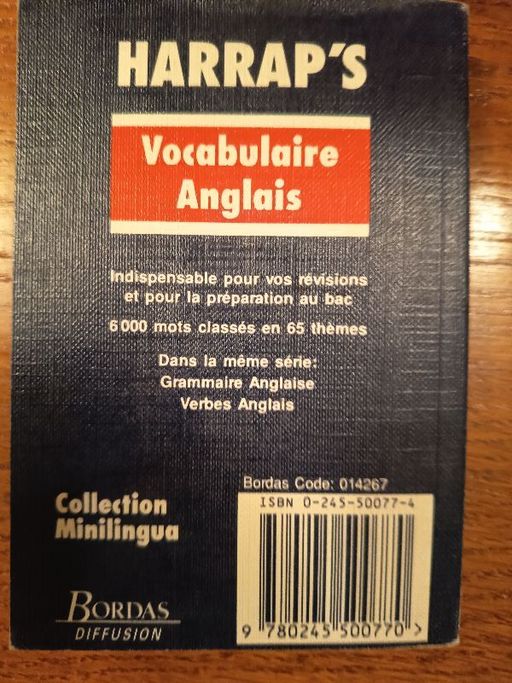 HARRAP'S
Vocabulaire
Anglais
Indispensable pour vos révisions
et pour la préparation au bac
6 000 mots classés en 65 thèmes
Dans la même série:
Grammaire Anglaise
Verbes Anglais
Bordas Code: 014267
ISBN 0-245-50077-4
Collection
Minilingua
BORDAS
DIFFUSION
9 780245 500770 >